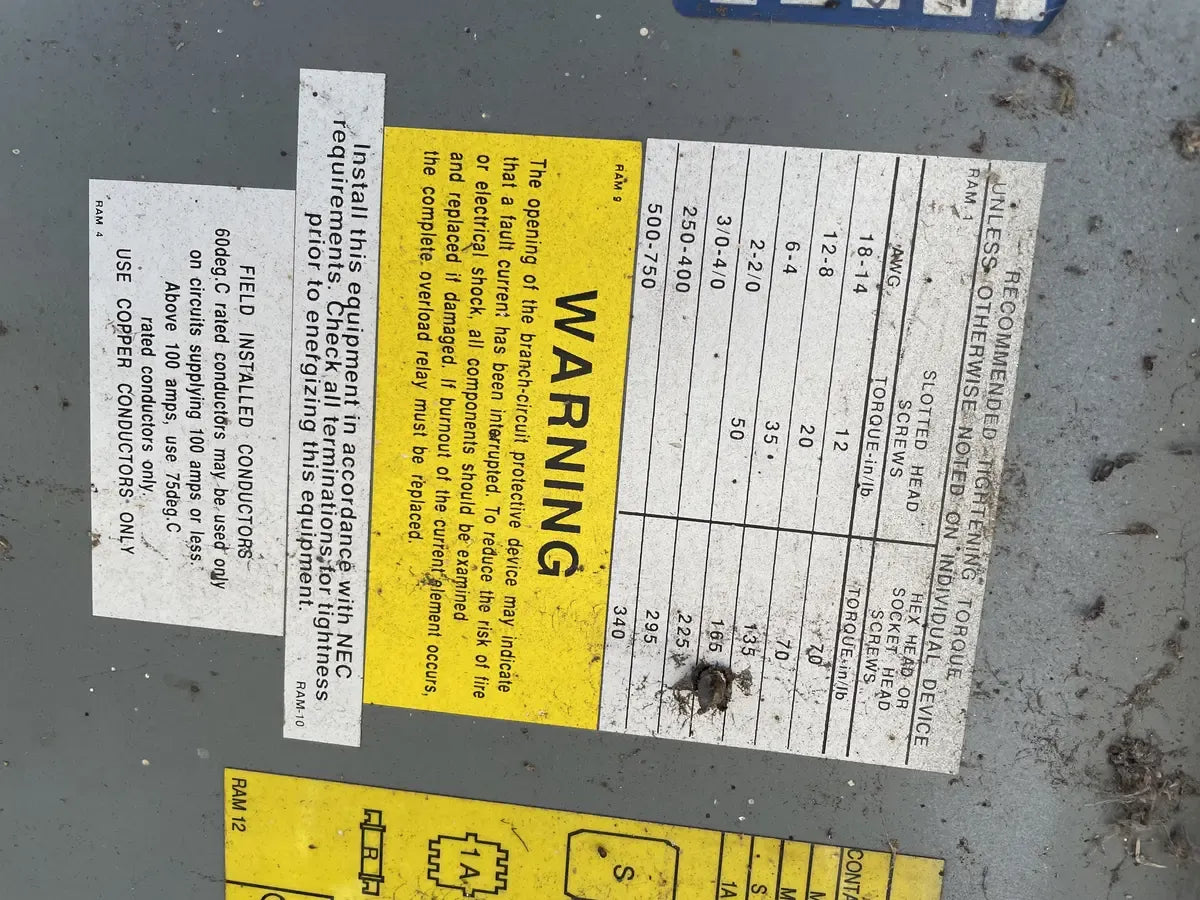 RECOMMENDED TIGHTENING TORQUE
UNLESS OTHERWISE NOTED ON INDIVIDUAL DEVICE
RAM 1
SLOTTED HEAD SCREWS
HEX HEAD OR SOCKET HEAD SCREWS
AWG TORQUE-in/lb TORQUE-in/lb
18-14 12 70
12-8 20 70
6-4 35 135
2-2/0 50 165
3/0-4/0 225
250-400 295
500-750 340
RAM 9
WARNING
The opening of the branch-circuit protective device may indicate
that a fault current has been interrupted. To reduce the risk of fire
or electrical shock, all components should be examined
and replaced if damaged. If burnout of the current element occurs,
the complete overload relay must be replaced.
Install this equipment in accordance with NEC
requirements. Check all terminations for tightness
prior to energizing this equipment.
RAM-10
FIELD INSTALLED CONDUCTORS
60deg.C rated conductors may be used only
on circuits supplying 100 amps or less.
Above 100 amps, use 75deg.C
rated conductors only.
USE COPPER CONDUCTORS ONLY
RAM 4
CONTA
M
M
S
1A
S
1A
R
RAM 12